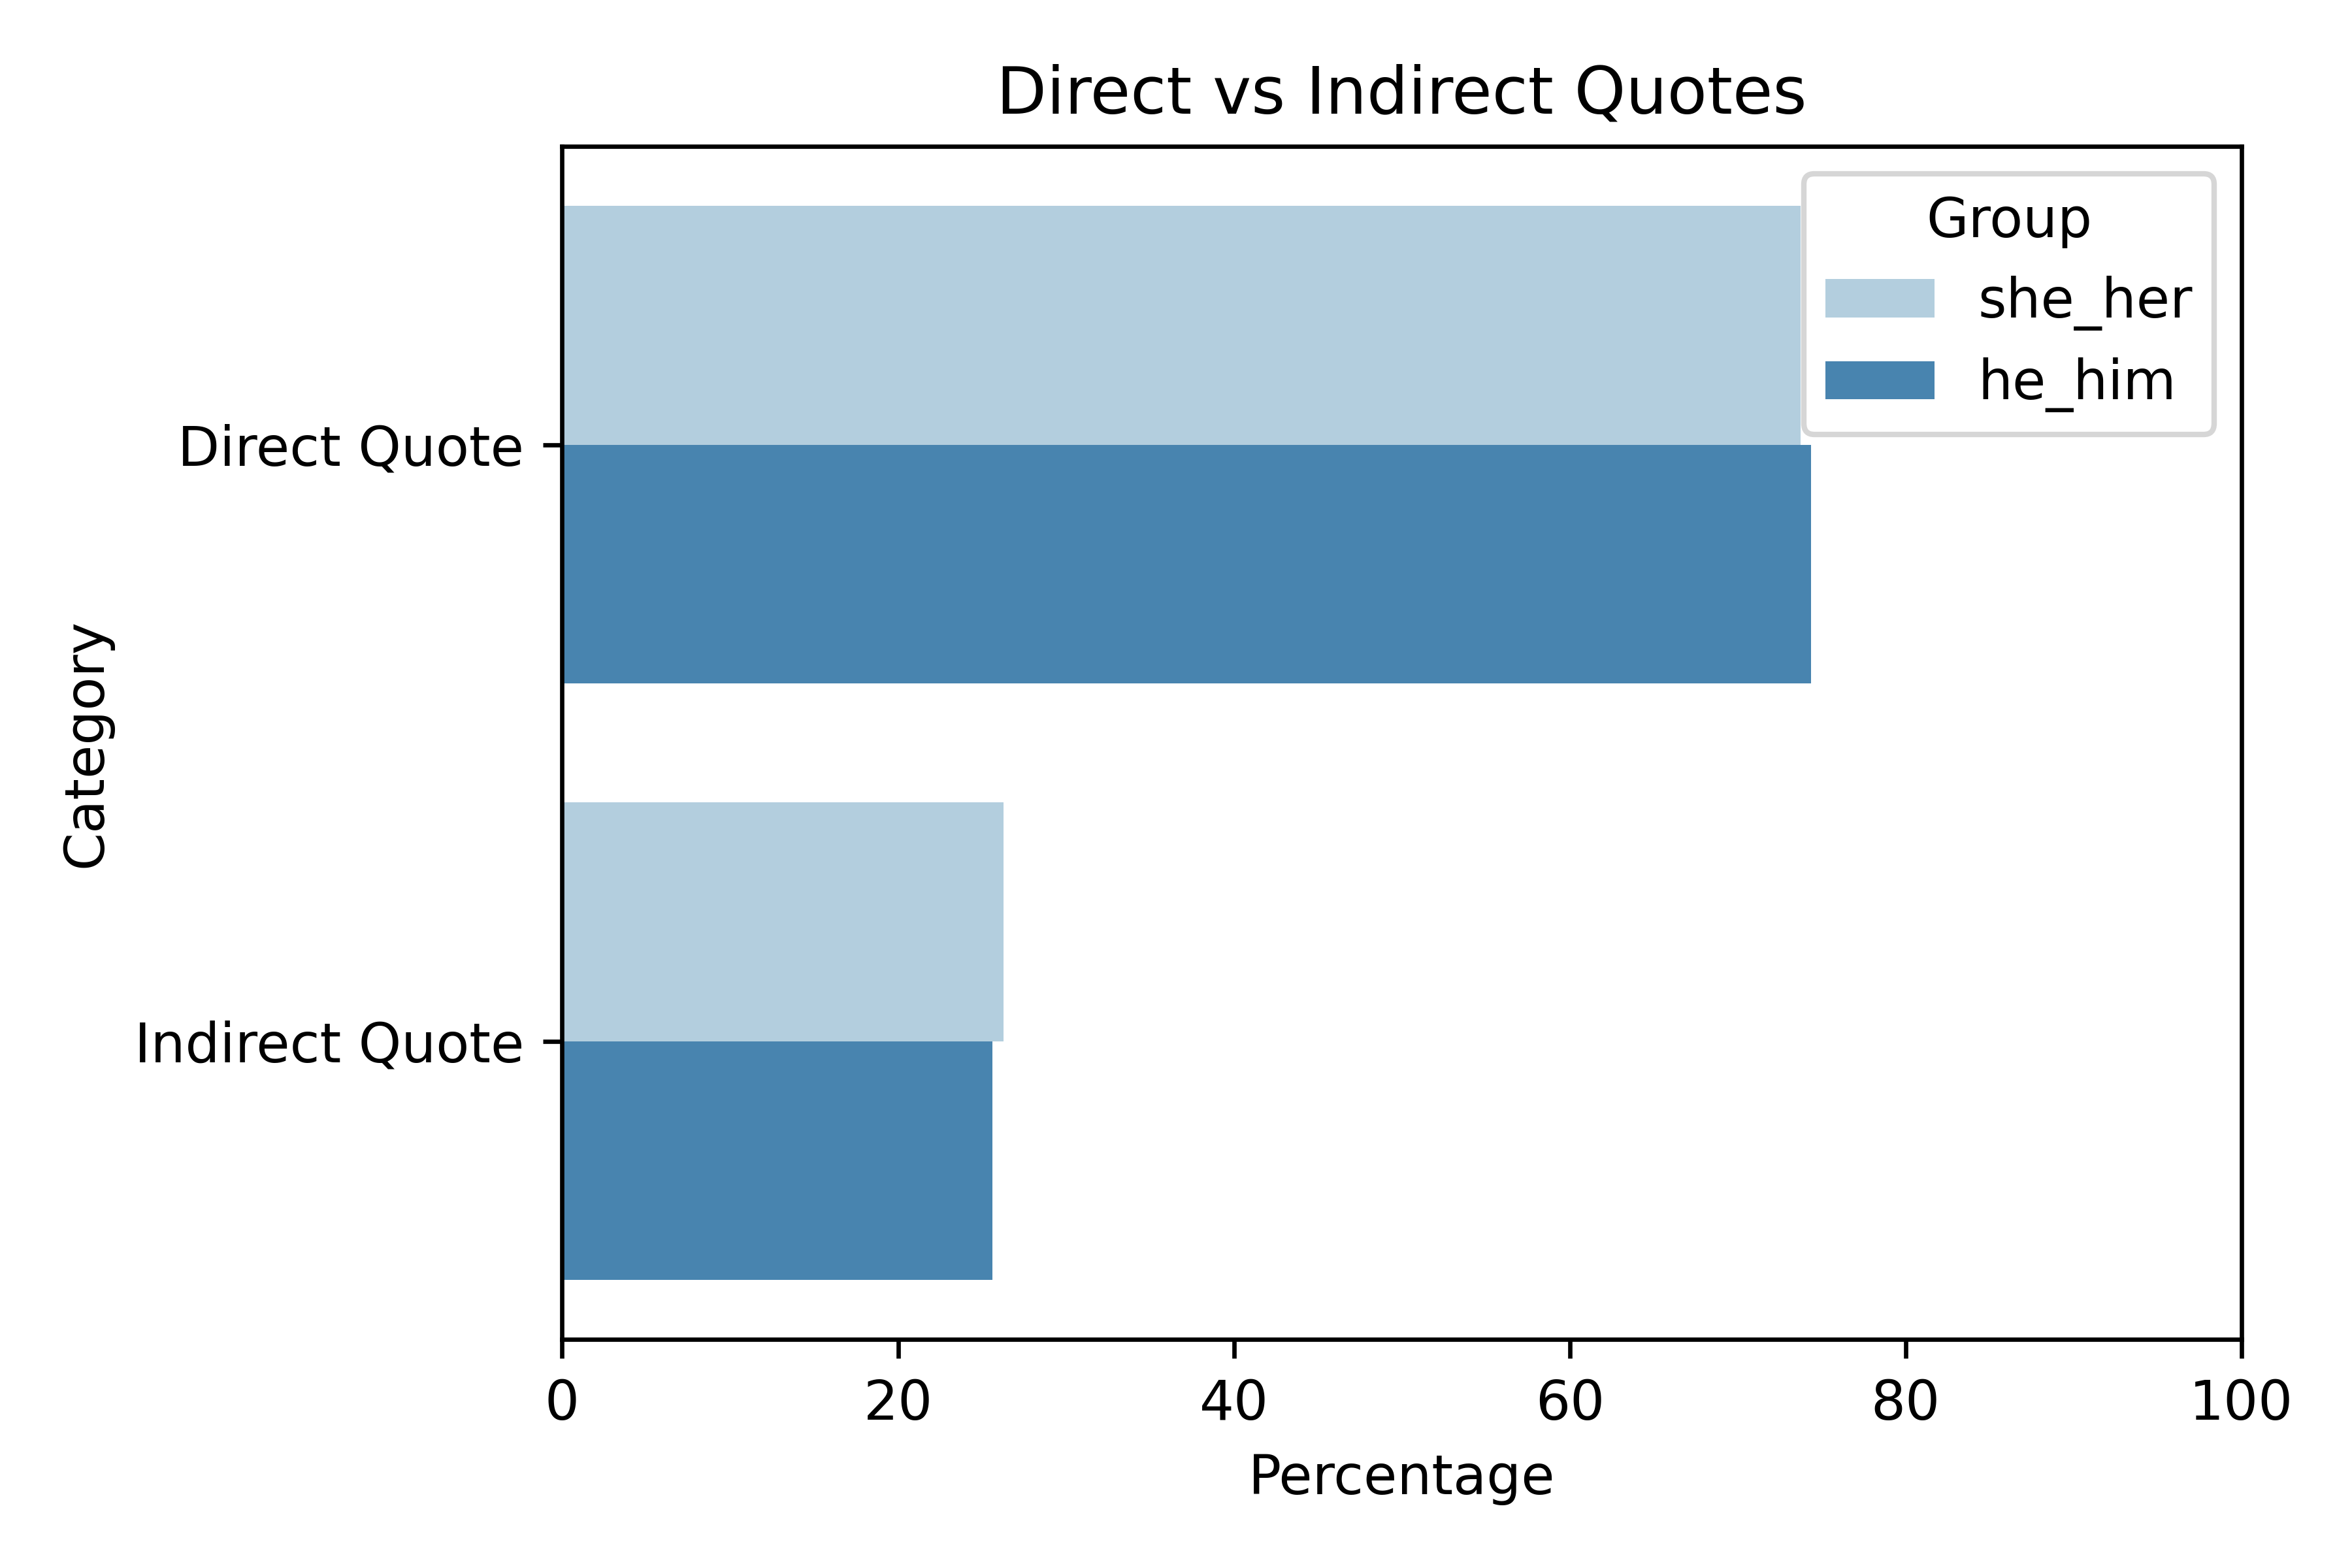 Direct vs Indirect Quotes
Group
she_her
he_him
Direct Quote
Indirect Quote
Category
0 20 40 60 80 100
Percentage